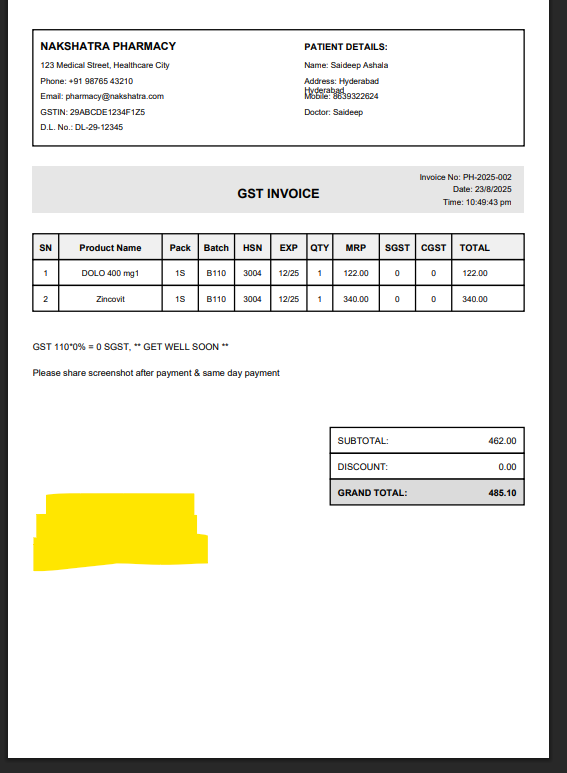 NAKSHATRA PHARMACY
123 Medical Street, Healthcare City
Phone: +91 98765 43210
Email: pharmacy@nakshatra.com
GSTIN: 29ABCDE1234F1Z5
D.L. No.: DL-29-12345
PATIENT DETAILS:
Name: Saideep Ashala
Address: Hyderabad
Hyderabad
Mobile: 8639322624
Doctor: Saideep
GST INVOICE
Invoice No: PH-2025-002
Date: 23/8/2025
Time: 10:49:43 pm
SN Product Name Pack Batch HSN EXP QTY MRP SGST CGST TOTAL
1 DOLO 400 mg1 1S B110 3004 12/25 1 122.00 0 0 122.00
2 Zincovit 1S B110 3004 12/25 1 340.00 0 0 340.00
GST 110*0% = 0 SGST, ** GET WELL SOON **
Please share screenshot after payment & same day payment
SUBTOTAL: 462.00
DISCOUNT: 0.00
GRAND TOTAL: 485.10